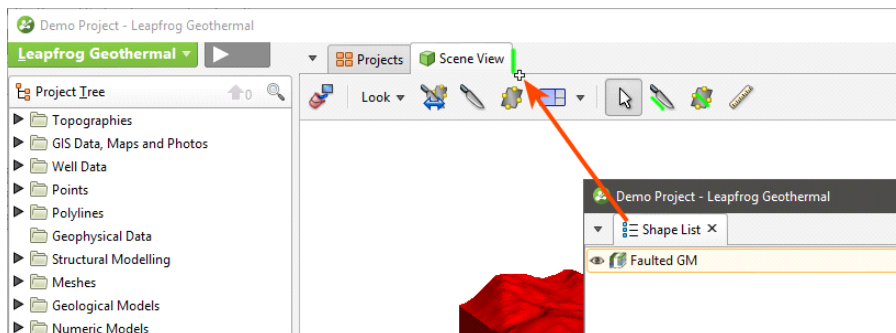 Demo Project - Leapfrog Geothermal
Leapfrog Geothermal
Projects
Scene View
Project Tree
0
Look
Topographies
GIS Data, Maps and Photos
Well Data
Points
Polylines
Geophysical Data
Structural Modelling
Meshes
Geological Models
Numeric Models
Demo Project - Leapfrog Geothermal
Shape List
Faulted GM